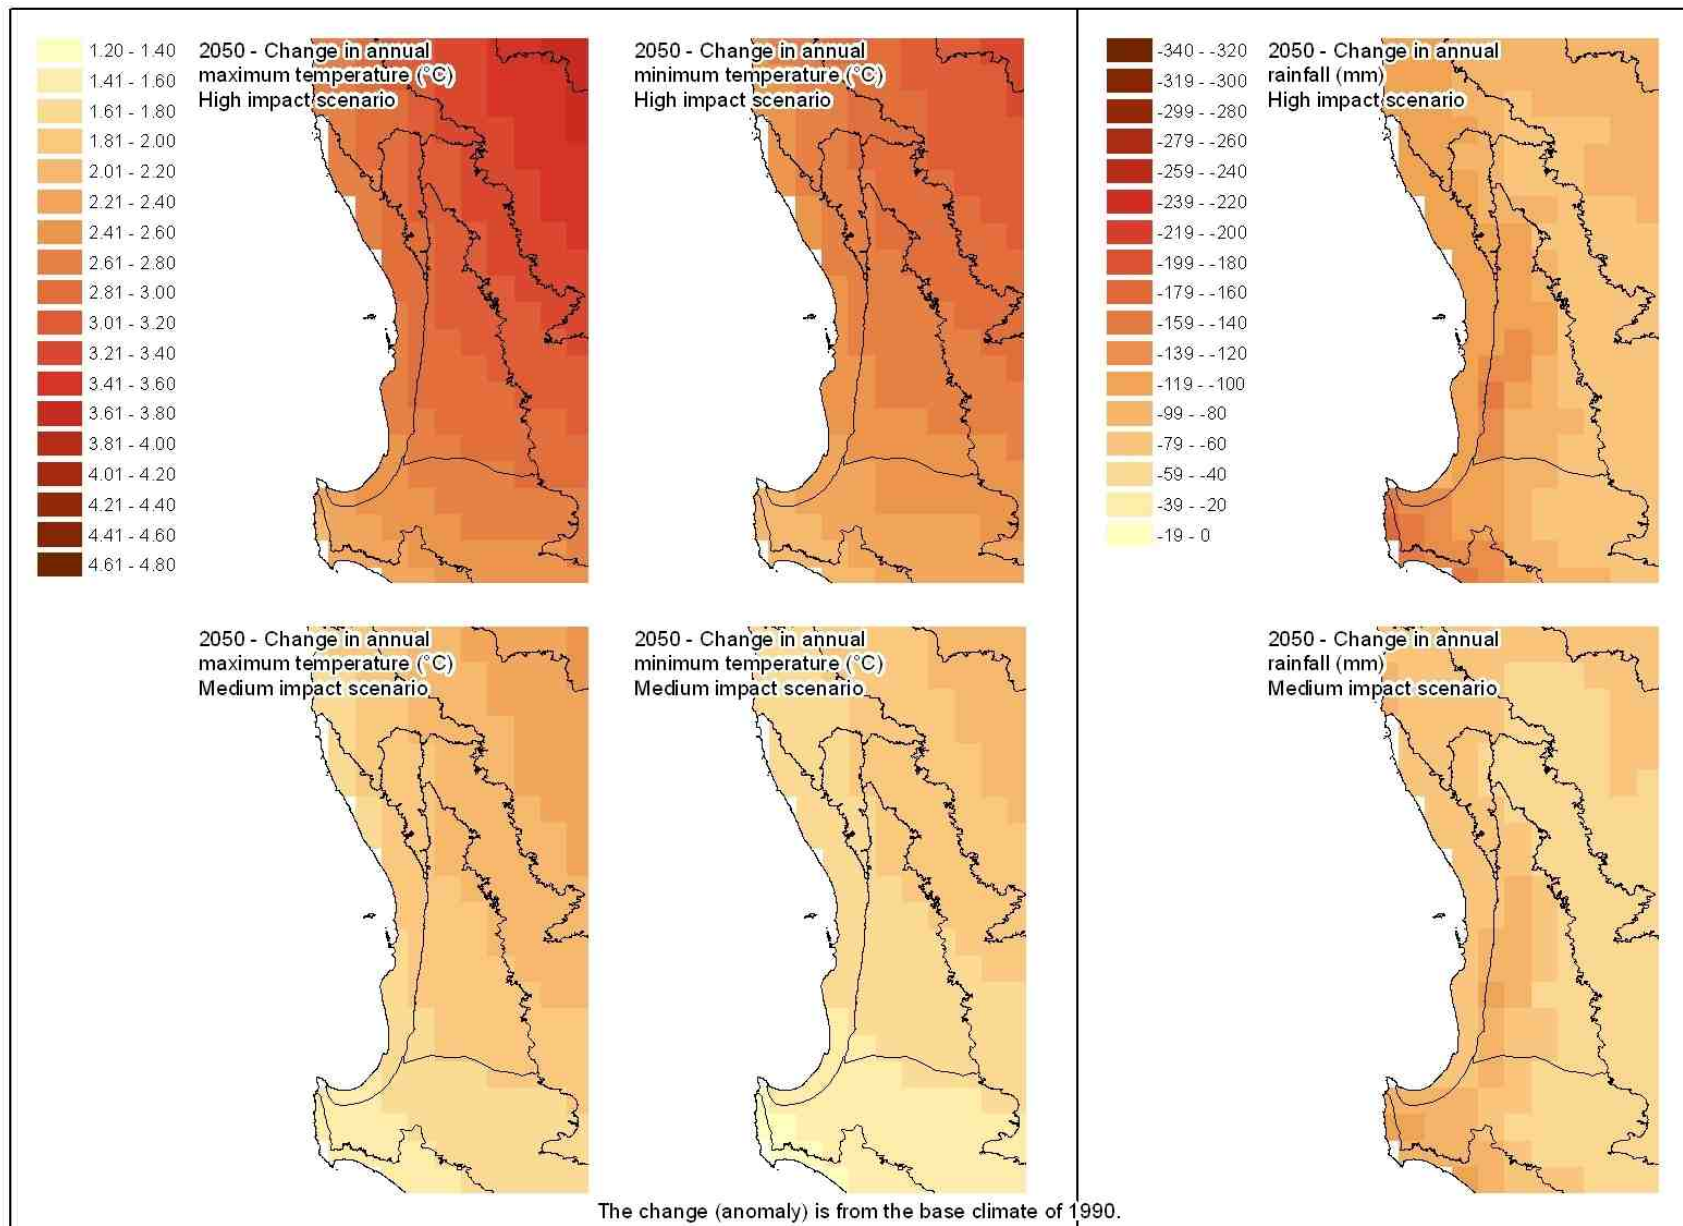 1.20 - 1.40
1.41 - 1.60
1.61 - 1.80
1.81 - 2.00
2.01 - 2.20
2.21 - 2.40
2.41 - 2.60
2.61 - 2.80
2.81 - 3.00
3.01 - 3.20
3.21 - 3.40
3.41 - 3.60
3.61 - 3.80
3.81 - 4.00
4.01 - 4.20
4.21 - 4.40
4.41 - 4.60
4.61 - 4.80
2050 - Change in annual
maximum temperature (°C)
High impact scenario
2050 - Change in annual
minimum temperature (°C)
High impact scenario
-340 - -320
-319 - -300
-299 - -280
-279 - -260
-259 - -240
-239 - -220
-219 - -200
-199 - -180
-179 - -160
-159 - -140
-139 - -120
-119 - -100
-99 - -80
-79 - -60
-59 - -40
-39 - -20
-19 - 0
2050 - Change in annual
rainfall (mm)
High impact scenario
2050 - Change in annual
maximum temperature (°C)
Medium impact scenario
2050 - Change in annual
minimum temperature (°C)
Medium impact scenario
2050 - Change in annual
rainfall (mm)
Medium impact scenario
The change (anomaly) is from the base climate of 1990.